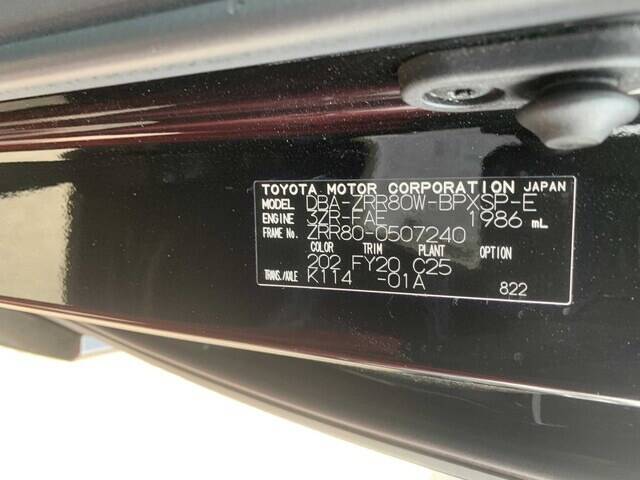 TOYOTA MOTOR CORPORATION JAPAN
MODEL DBA-ZRR80W-BPXSP-E
ENGINE 3ZR-FAE 1986 mL
FRAME No. ZRR80-0507240
COLOR TRIM PLANT OPTION
202 FY20 C25
TRANS./AXLE K114 -01A 822